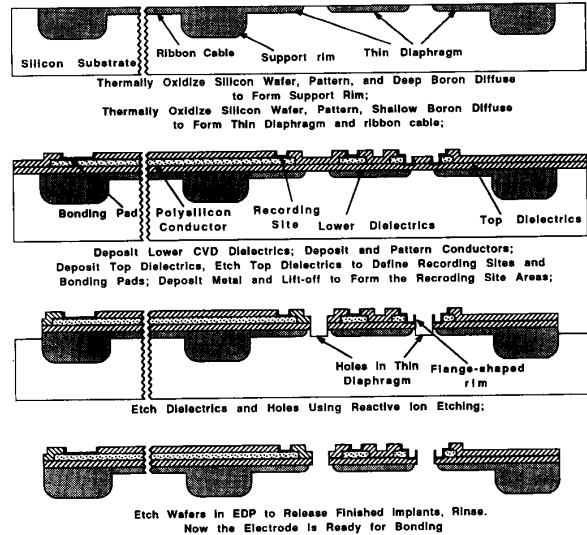 Silicon Substrate
Ribbon Cable
Support rim
Thin Diaphragm
Thermally Oxidize Silicon Wafer, Pattern, and Deep Boron Diffuse
to Form Support Rim;
Thermally Oxidize Silicon Wafer, Pattern, Shallow Boron Diffuse
to Form Thin Diaphragm and ribbon cable;
Bonding Pad
Polysilicon
Conductor
Recording
Site
Lower Dielectrics
Top Dielectrics
Deposit Lower CVD Dielectrics; Deposit and Pattern Conductors;
Deposit Top Dielectrics, Etch Top Dielectrics to Define Recording Sites and
Bonding Pads; Deposit Metal and Lift-off to Form the Recroding Site Areas;
Holes in Thin
Diaphragm
Flange-shaped
rim
Etch Dielectrics and Holes Using Reactive Ion Etching;
Etch Wafers in EDP to Release Finished Implants, Rinse.
Now the Electrode is Ready for Bonding